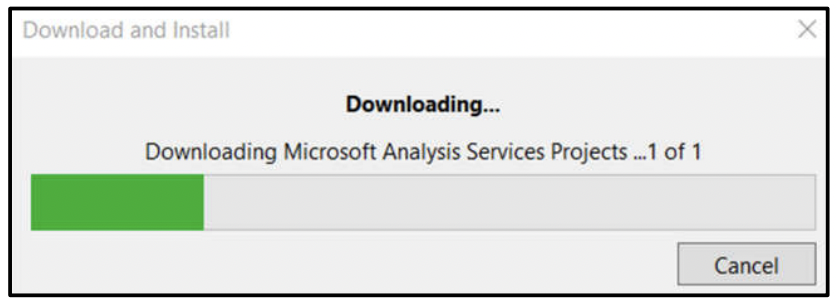 Download and Install
Downloading...
Downloading Microsoft Analysis Services Projects ...1 of 1
Cancel